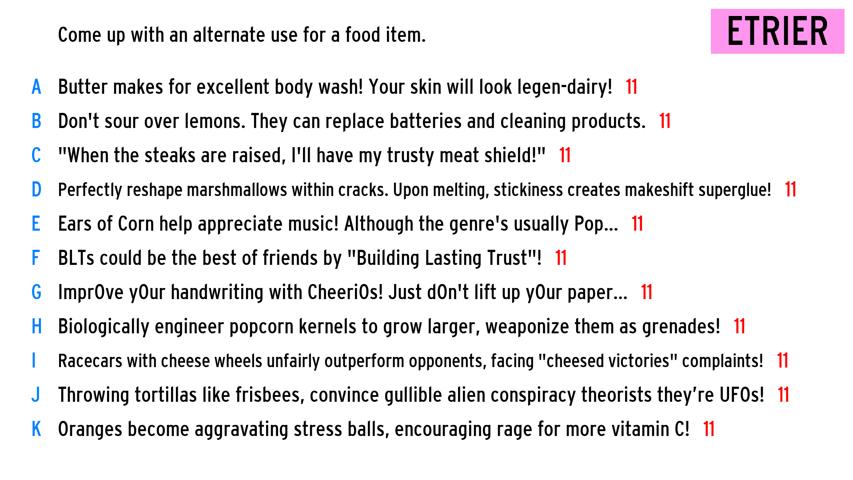 Come up with an alternate use for a food item.
ETRIER
A Butter makes for excellent body wash! Your skin will look legen-dairy! 11
B Don't sour over lemons. They can replace batteries and cleaning products. 11
C "When the steaks are raised, I'll have my trusty meat shield!" 11
D Perfectly reshape marshmallows within cracks. Upon melting, stickiness creates makeshift superglue! 11
E Ears of Corn help appreciate music! Although the genre's usually Pop... 11
F BLTs could be the best of friends by "Building Lasting Trust"! 11
G ImprOve yOur handwriting with CheeriOs! Just dOn't lift up yOur paper... 11
H Biologically engineer popcorn kernels to grow larger, weaponize them as grenades! 11
I Racecars with cheese wheels unfairly outperform opponents, facing "cheesed victories" complaints! 11
J Throwing tortillas like frisbees, convince gullible alien conspiracy theorists they’re UFOs! 11
K Oranges become aggravating stress balls, encouraging rage for more vitamin C! 11